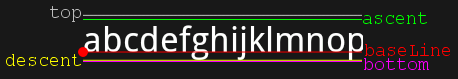 top
ascent
abcdefghijklmnop
baseLine
descent
bottom